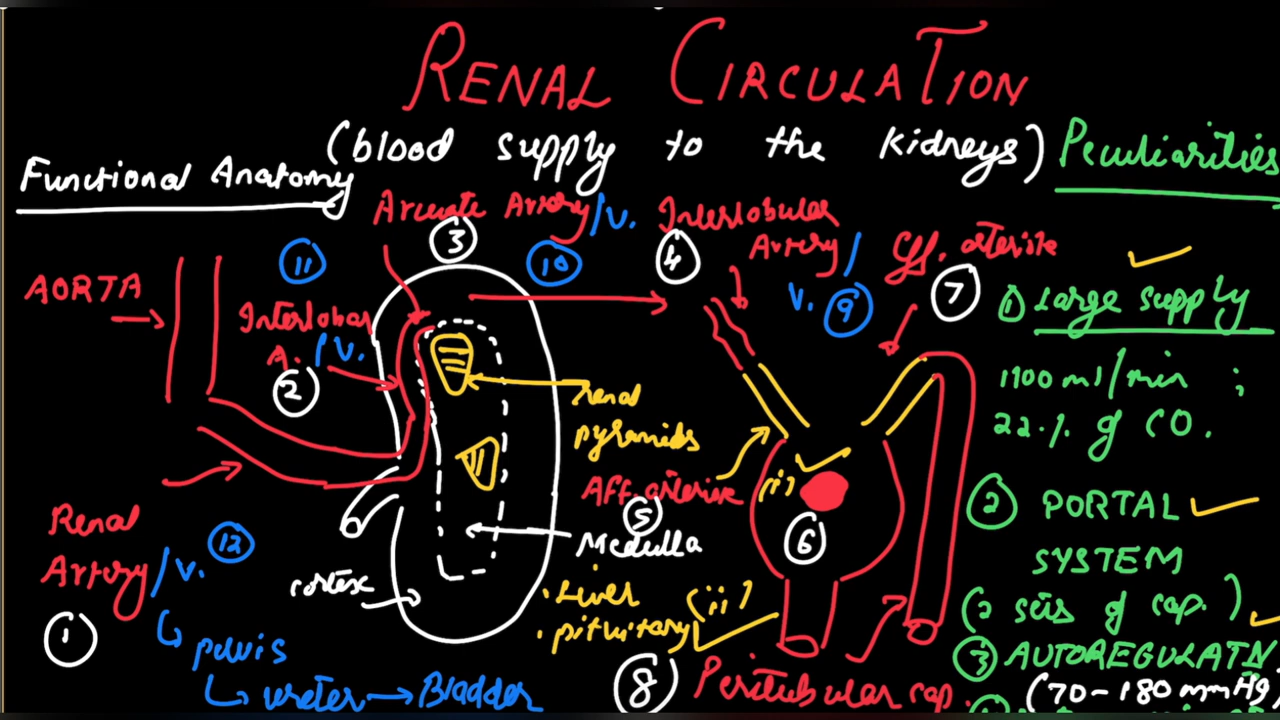 RENAL CIRCULATION
(blood supply to the kidneys)
Functional Anatomy
Peculiarities
Arcuate Artery/V.
3
10
Interlobular
Artery/
4
V. 9
Eff. arteriole
7
AORTA
11
Interlobar
A. /V.
2
Renal
pyramids
Aff. arteriole
5
(i)
6
Medulla
cortex
Renal
Artery/V. 12
1
↳ pelvis
↳ ureter → Bladder
• Liver (ii)
• pituitary
8 Peritubular cap.
✓
① Large supply
1100 ml/min ;
22.1. of CO.
② PORTAL ✓
SYSTEM
(2 sets of cap.) ✓
③ AUTOREGULATN
(70-180 mmHg)